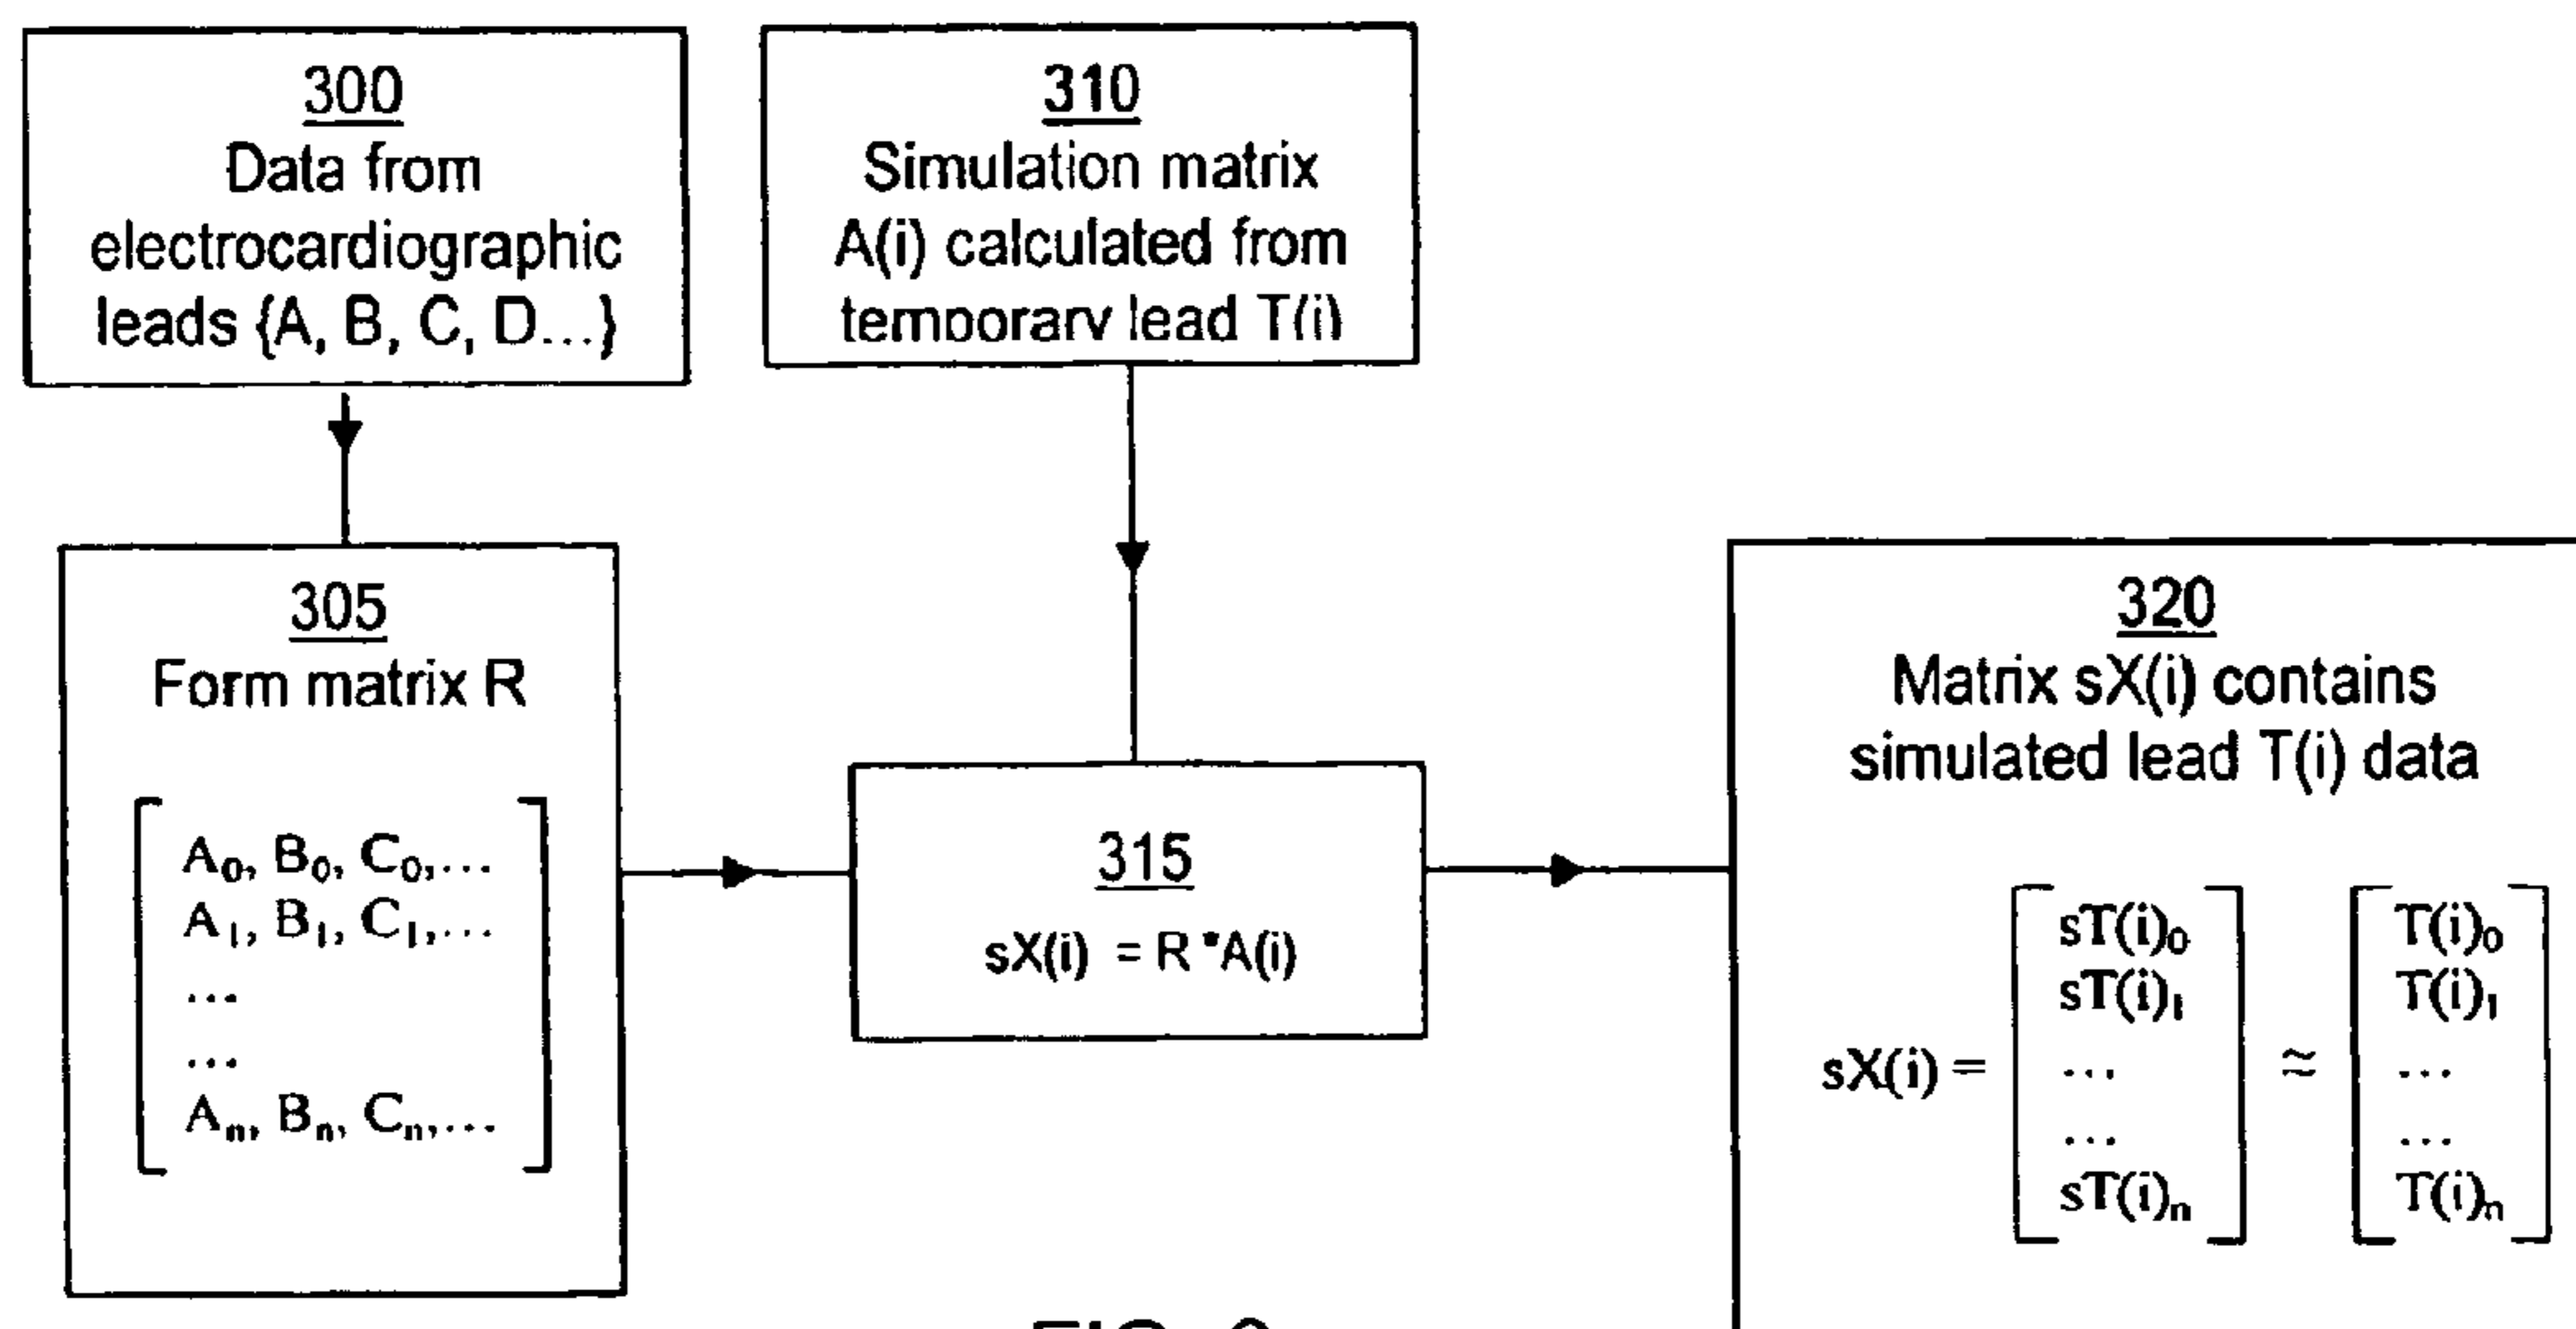 300
Data from
electrocardiographic
leads {A, B, C, D...}
310
Simulation matrix
A(i) calculated from
temporary lead T(i)
305
Form matrix R
A₀, B₀, C₀,...
A₁, B₁, C₁,...
...
...
Aₙ, Bₙ, Cₙ,...
315
sX(i) = R *A(i)
320
Matrix sX(i) contains
simulated lead T(i) data
sX(i) = [sT(i)₀ sT(i)₁ ... ... sT(i)ₙ] ≈ [T(i)₀ T(i)₁ ... ... T(i)ₙ]